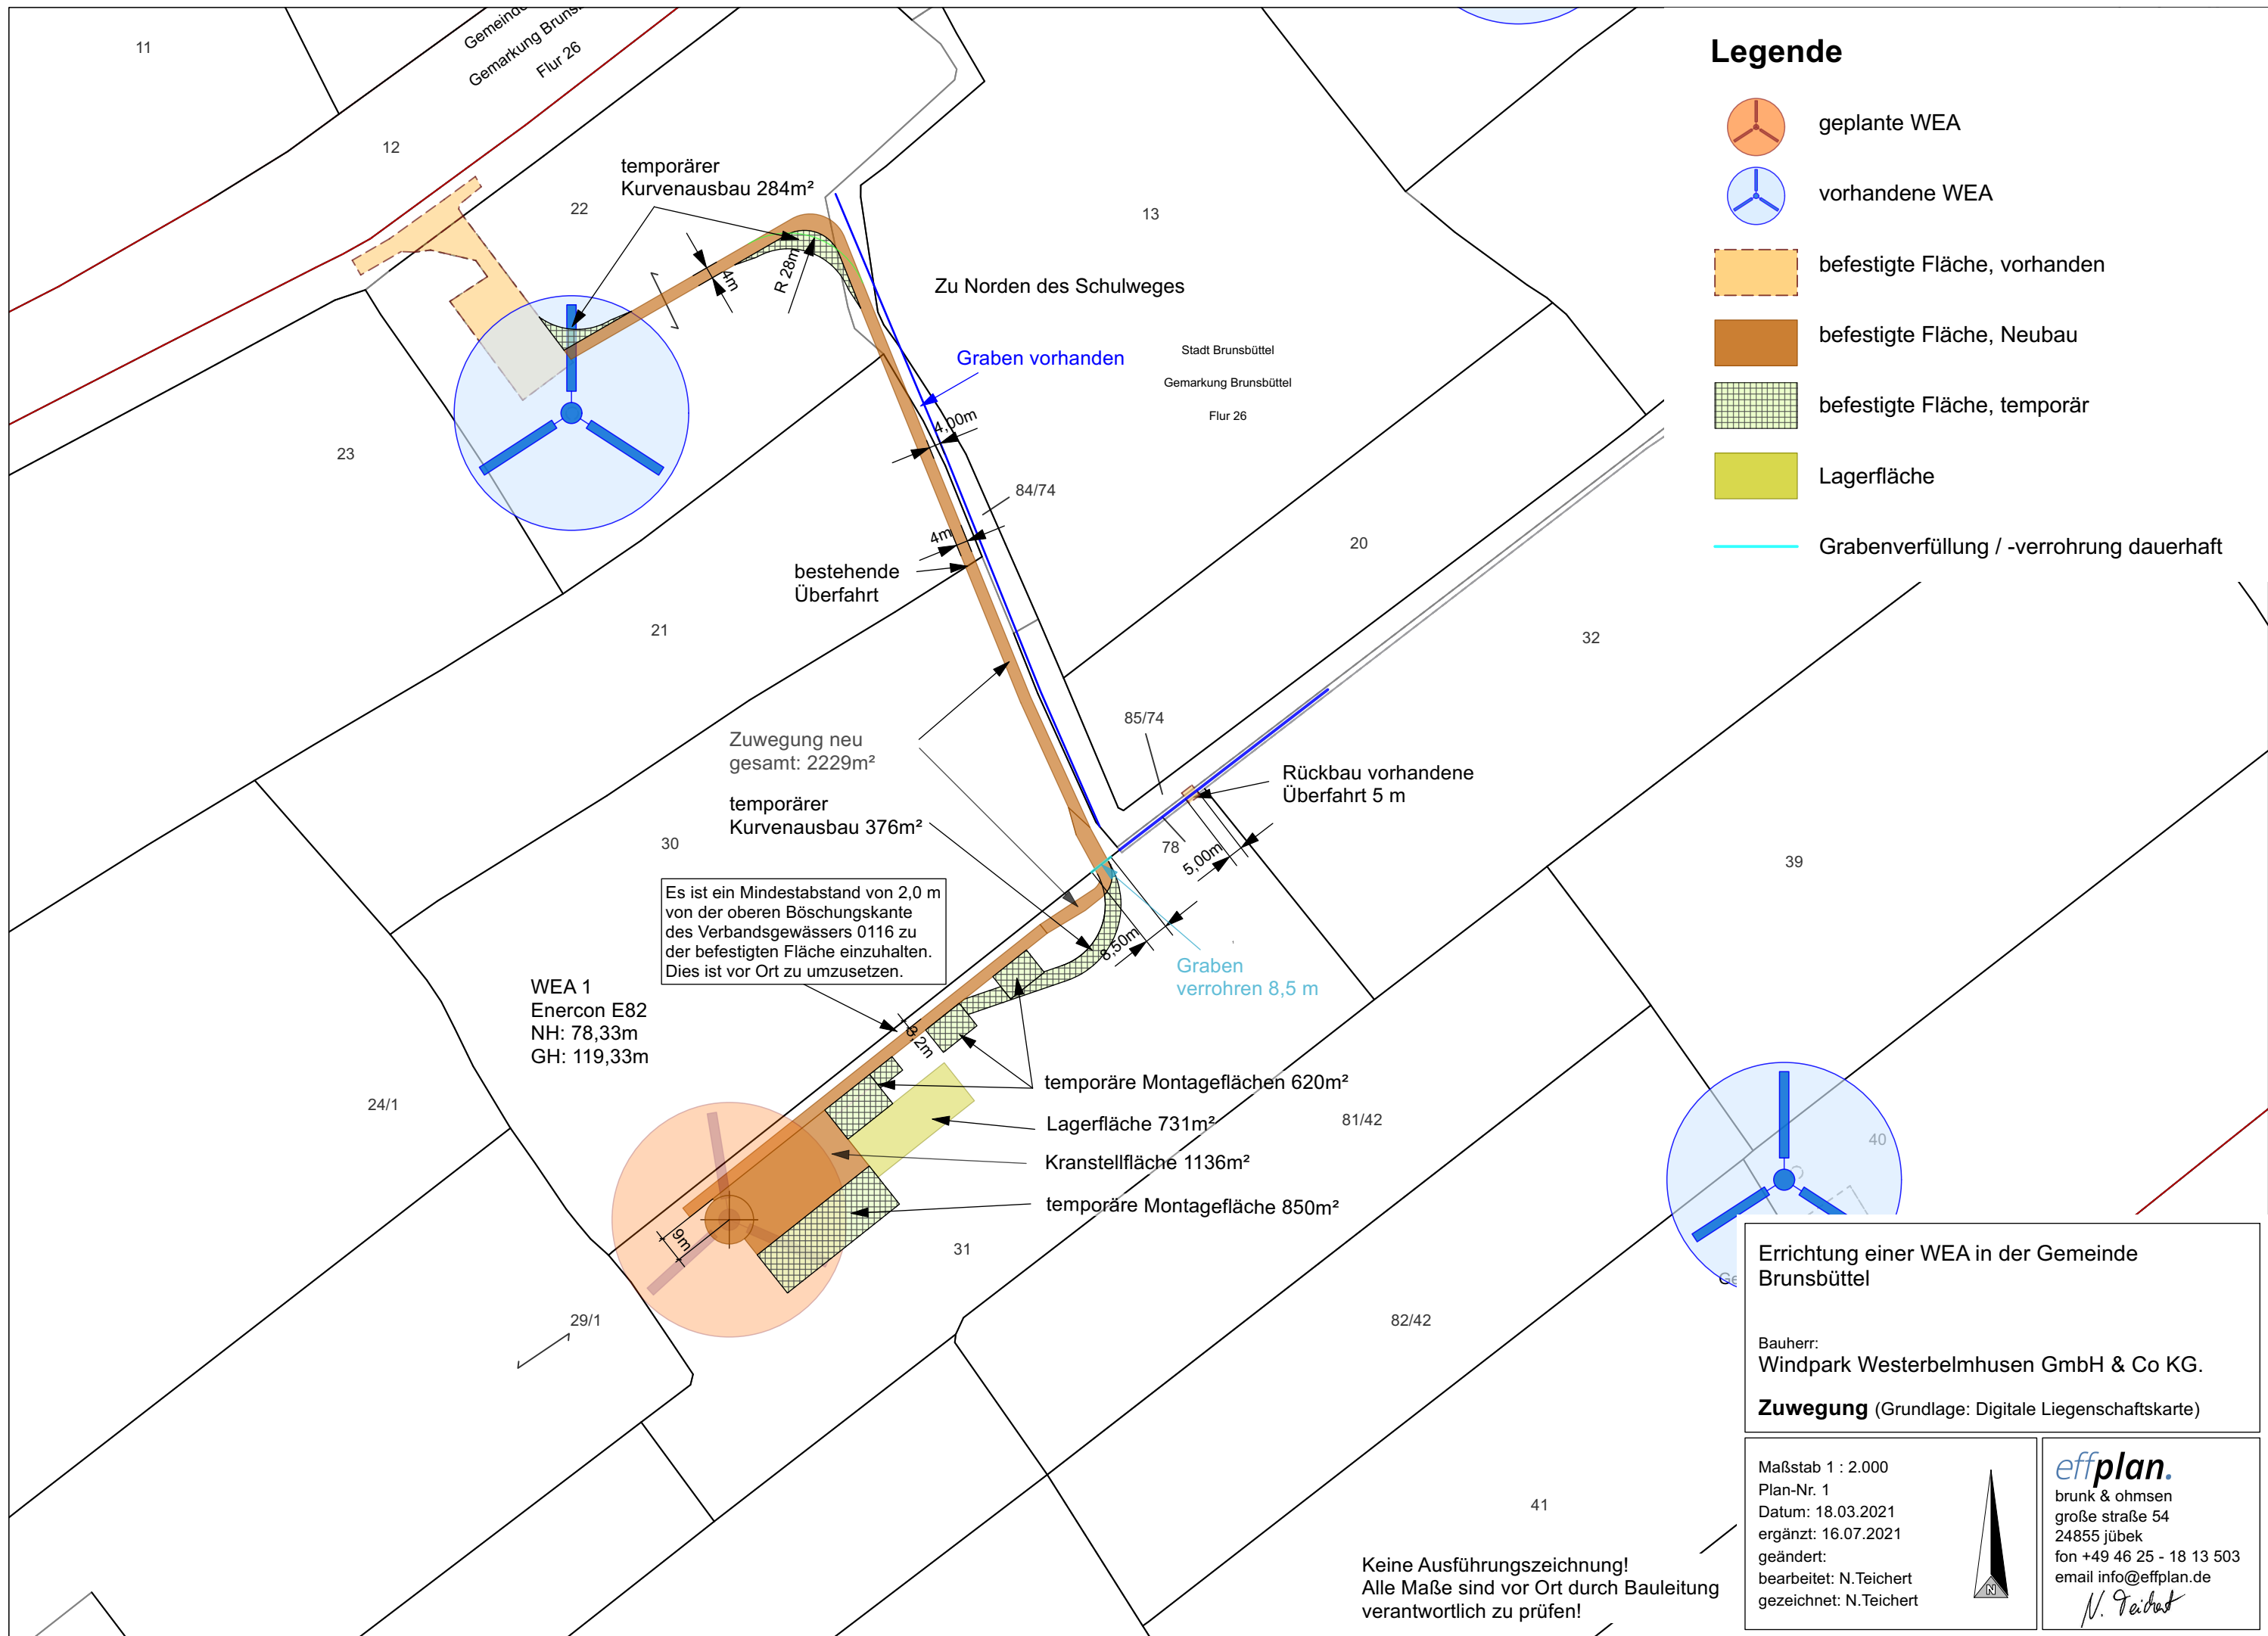 11
Gemeinde
Gemarkung
Flur 26
12
22
23
13
temporärer
Kurvenausbau 284m²
4m
R 28m
Zu Norden des Schulweges
Graben vorhanden
Stadt Brunsbüttel
Gemarkung Brunsbüttel
Flur 26
4,00m
84/74
4m
bestehende
Überfahrt
20
21
32
85/74
Zuwegung neu
gesamt: 2229m²
temporärer
Kurvenausbau 376m²
Rückbau vorhandene
Überfahrt 5 m
78
5,00m
30
39
Es ist ein Mindestabstand von 2,0 m
von der oberen Böschungskante
des Verbandsgewässers 0116 zu
der befestigten Fläche einzuhalten.
Dies ist vor Ort zu umzusetzen.
8,50m
Graben
verrohren 8,5 m
WEA 1
Enercon E82
NH: 78,33m
GH: 119,33m
3,2m
24/1
temporäre Montageflächen 620m²
Lagerfläche 731m²
Kranstellfläche 1136m²
temporäre Montagefläche 850m²
81/42
40
9m
31
29/1
82/42
41
Ge
Keine Ausführungszeichnung!
Alle Maße sind vor Ort durch Bauleitung
verantwortlich zu prüfen!
Legende
geplante WEA
vorhandene WEA
befestigte Fläche, vorhanden
befestigte Fläche, Neubau
befestigte Fläche, temporär
Lagerfläche
Grabenverfüllung / -verrohrung dauerhaft
Errichtung einer WEA in der Gemeinde
Brunsbüttel
Bauherr:
Windpark Westerbelmhusen GmbH & Co KG.
Zuwegung (Grundlage: Digitale Liegenschaftskarte)
Maßstab 1 : 2.000
Plan-Nr. 1
Datum: 18.03.2021
ergänzt: 16.07.2021
geändert:
bearbeitet: N.Teichert
gezeichnet: N.Teichert
N
effplan.
brunk & ohmsen
große straße 54
24855 jübek
fon +49 46 25 - 18 13 503
email info@effplan.de
N. Teichert